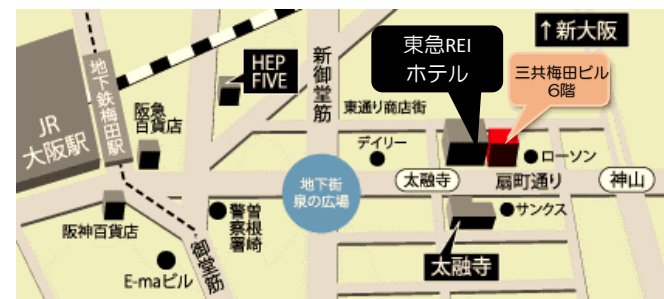 ↑新大阪
東急REI
ホテル
三共梅田ビル
6階
HEP
FIVE
新御堂筋
地下鉄梅田駅
JR
大阪駅
阪急
百貨店
東通り商店街
デイリー
ローソン
地下街
泉の広場
太融寺
扇町通り
神山
阪神百貨店
曽根崎
警察署
サンクス
御堂筋
E-maビル
太融寺